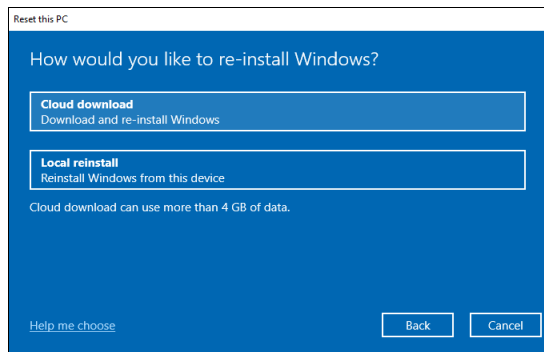 Reset this PC
How would you like to re-install Windows?
Cloud download
Download and re-install Windows
Local reinstall
Reinstall Windows from this device
Cloud download can use more than 4 GB of data.
Help me choose
Back
Cancel